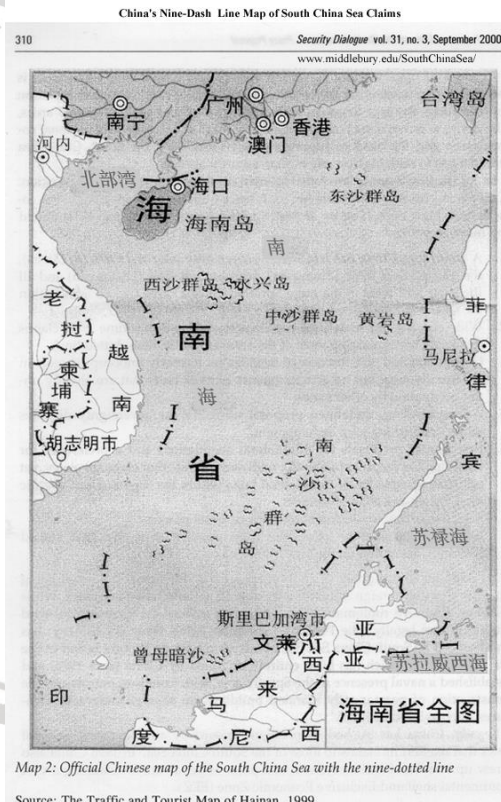 China's Nine-Dash Line Map of South China Sea Claims
310
Security Dialogue vol. 31, no. 3, September 2000
www.middlebury.edu/SouthChinaSea/
台湾岛
广州
南宁
香港
澳门
河内
北部湾
海口
海
海南岛
东沙群岛
南
西沙群岛
永兴岛
中沙群岛
黄岩岛
菲
律
宾
马尼拉
老
挝
越
南
柬
埔
寨
南
海
胡志明市
省
南
沙
群
岛
苏禄海
斯里巴加湾市
文莱
亚
西
亚
苏拉威西海
曾母暗沙
来
马
印
度
尼
西
海南省全图
Map 2: Official Chinese map of the South China Sea with the nine-dotted line
Source: The Traffic and Tourist Map of Hainan, 1999